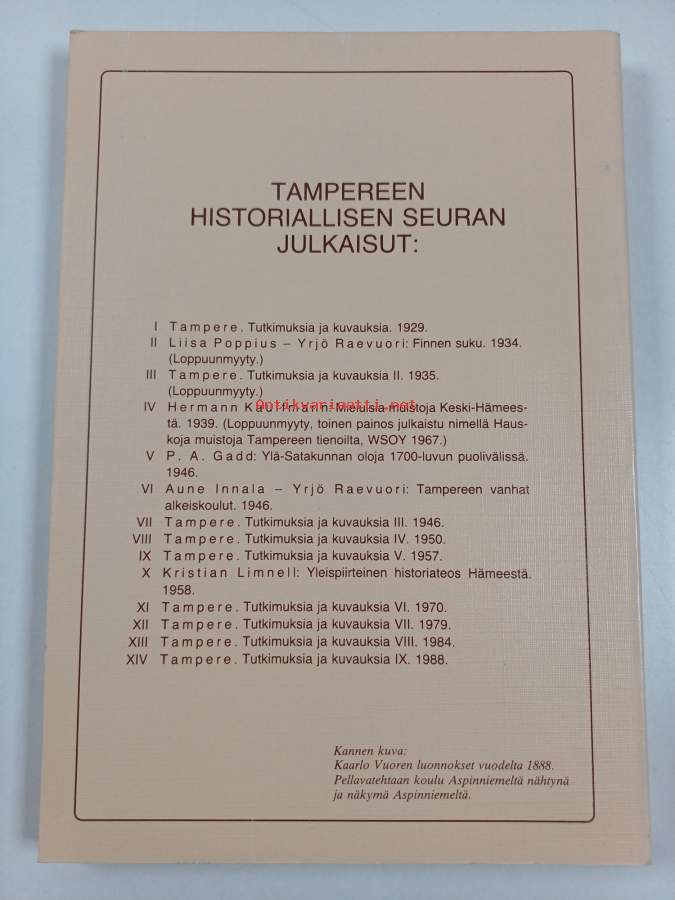 TAMPEREEN
HISTORIALLISEN SEURAN
JULKAISUT:
I Tampere. Tutkimuksia ja kuvauksia. 1929.
II Liisa Poppius – Yrjö Raevuori: Finnen suku. 1934.
(Loppuunmyyty.)
III Tampere. Tutkimuksia ja kuvauksia II. 1935.
(Loppuunmyyty.)
Antikvariaatti.net
IV Hermann Kauffmann: Mieluisia muistoja Keski-Hämees-
tä. 1939. (Loppuunmyyty, toinen painos julkaistu nimellä Haus-
koja muistoja Tampereen tienoilta, WSOY 1967.)
V P. A. Gadd: Ylä-Satakunnan oloja 1700-luvun puolivälissä.
1946.
VI Aune Innala – Yrjö Raevuori: Tampereen vanhat
alkeiskoulut. 1946.
VII Tampere. Tutkimuksia ja kuvauksia III. 1946.
VIII Tampere. Tutkimuksia ja kuvauksia IV. 1950.
IX Tampere. Tutkimuksia ja kuvauksia V. 1957.
X Kristian Limnell: Yleispiirteinen historiateos Hämeestä.
1958.
XI Tampere. Tutkimuksia ja kuvauksia VI. 1970.
XII Tampere. Tutkimuksia ja kuvauksia VII. 1979.
XIII Tampere. Tutkimuksia ja kuvauksia VIII. 1984.
XIV Tampere. Tutkimuksia ja kuvauksia IX. 1988.
Kannen kuva:
Kaarlo Vuoren luonnokset vuodelta 1888.
Pellavatehtaan koulu Aspinniemeltä nähtynä
ja näkymä Aspinniemeltä.